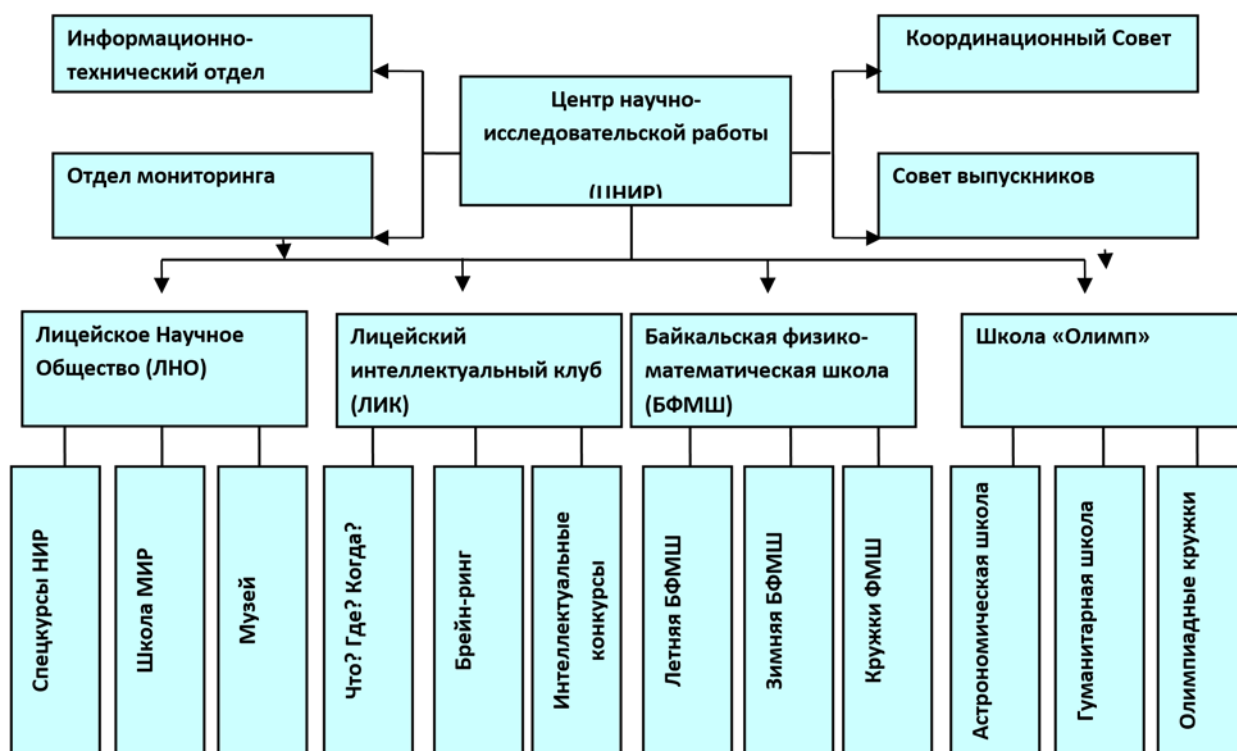 Информационно-
технический отдел
Координационный Совет
Центр научно-
исследовательской работы
(ЦНИР)
Отдел мониторинга
Совет выпускников
Лицейское Научное
Общество (ЛНО)
Лицейский
интеллектуальный клуб
(ЛИК)
Байкальская физико-
математическая школа
(БФМШ)
Школа «Олимп»
Спецкурсы НИР
Школа МИР
Музей
Что? Где? Когда?
Брейн-ринг
Интеллектуальные
конкурсы
Летняя БФМШ
Зимняя БФМШ
Кружки ФМШ
Астрономическая школа
Гуманитарная школа
Олимпиадные кружки